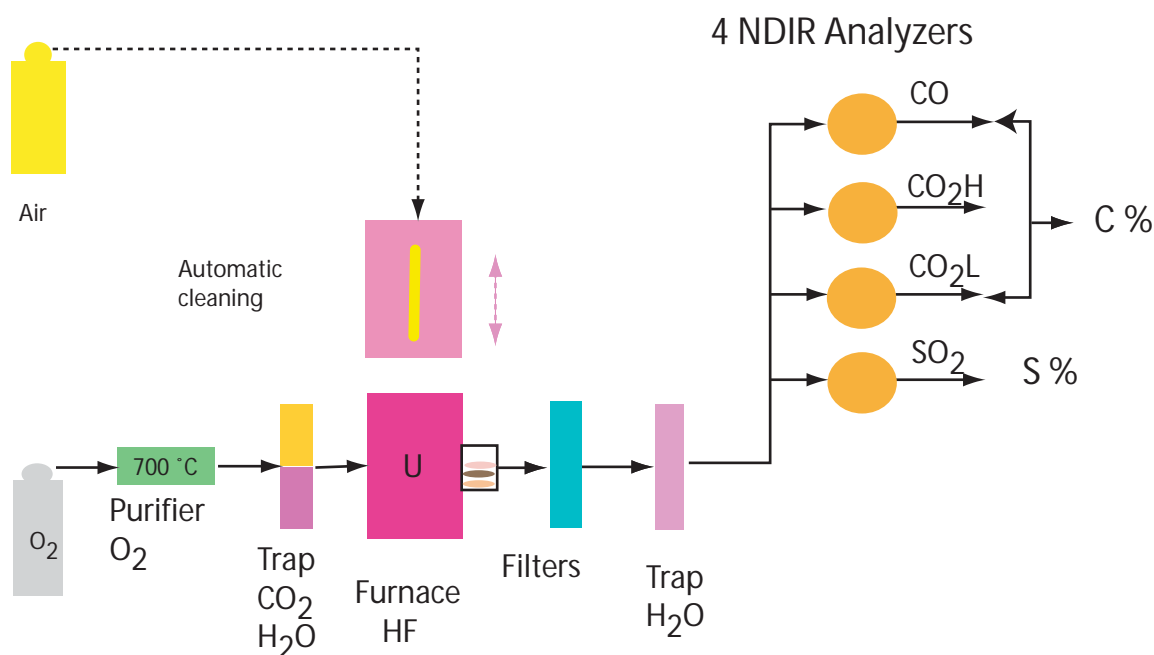 4 NDIR Analyzers
CO
CO2H
C %
CO2L
SO2
S %
Air
Automatic
cleaning
O2
700 °C
Purifier
O2
Trap
CO2
H2O
U
Furnace
HF
Filters
Trap
H2O